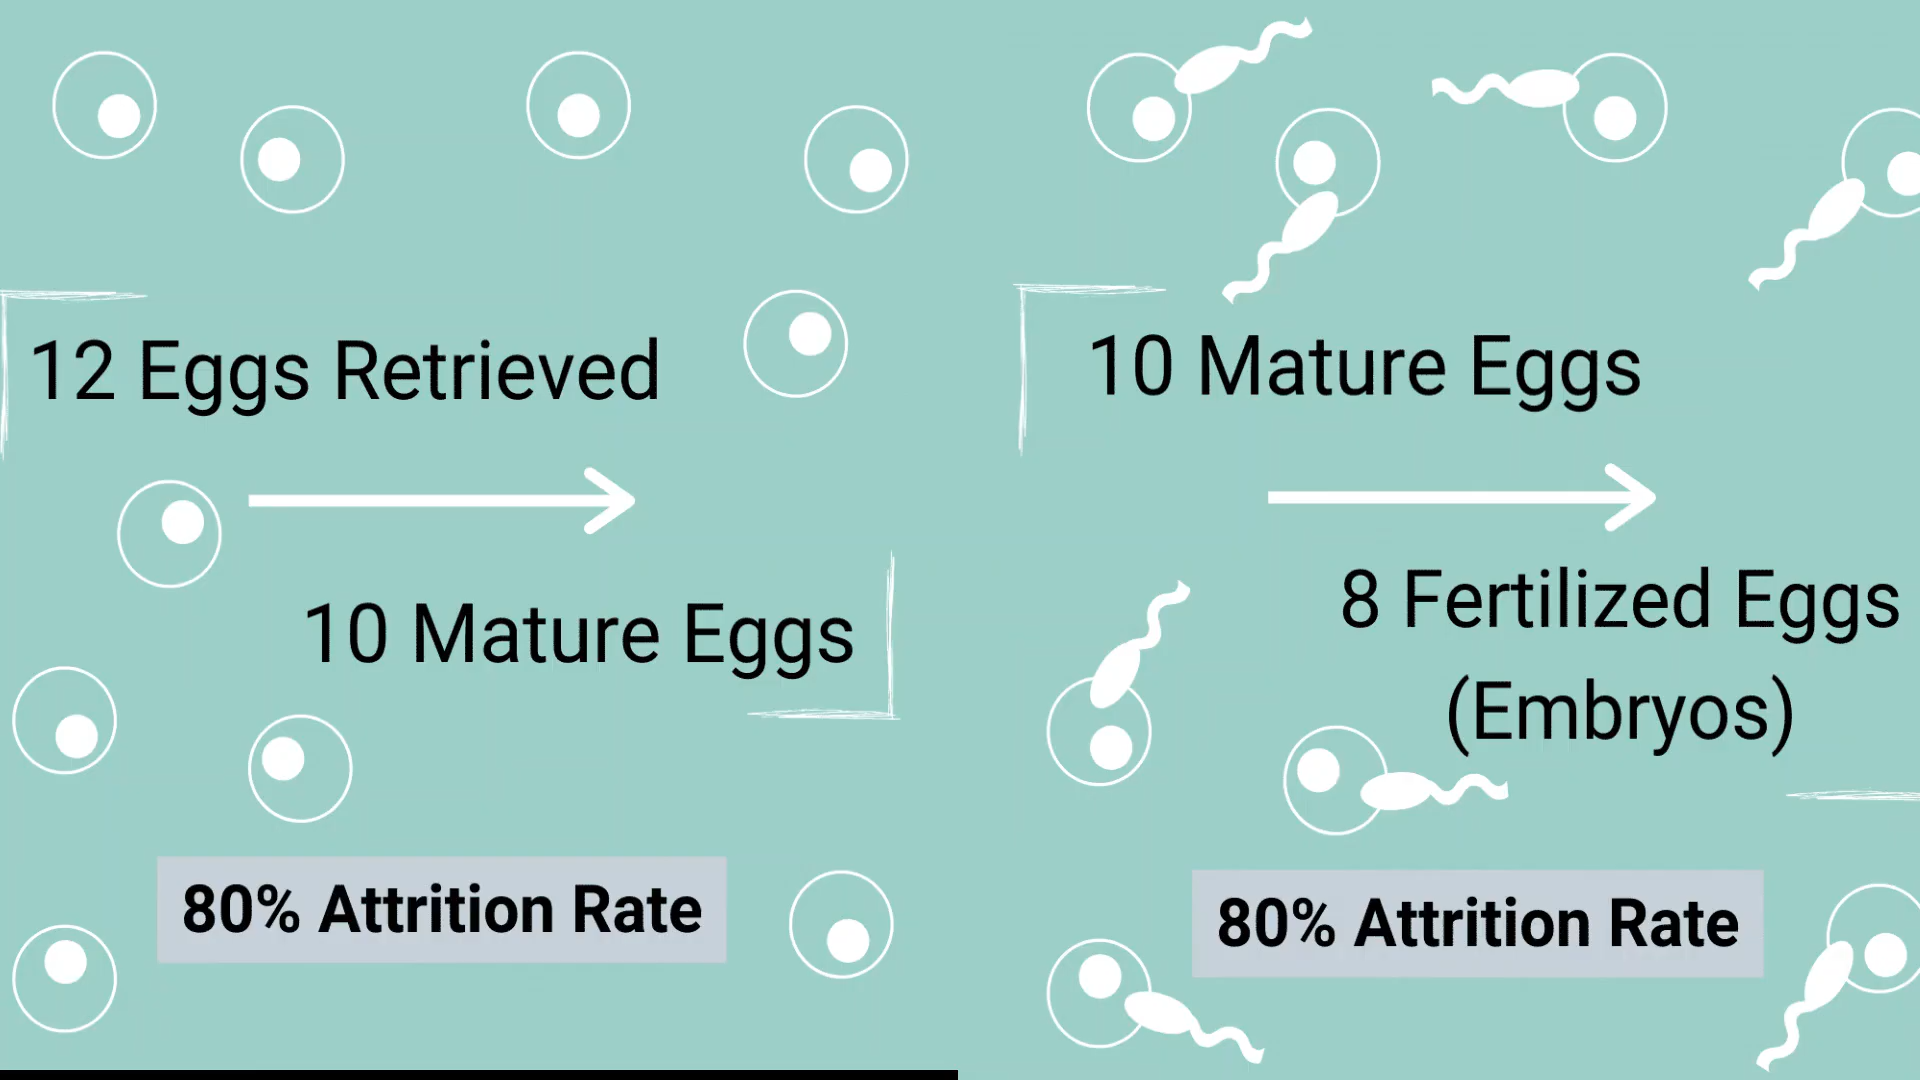 12 Eggs Retrieved
10 Mature Eggs
80% Attrition Rate
10 Mature Eggs
8 Fertilized Eggs
(Embryos)
80% Attrition Rate